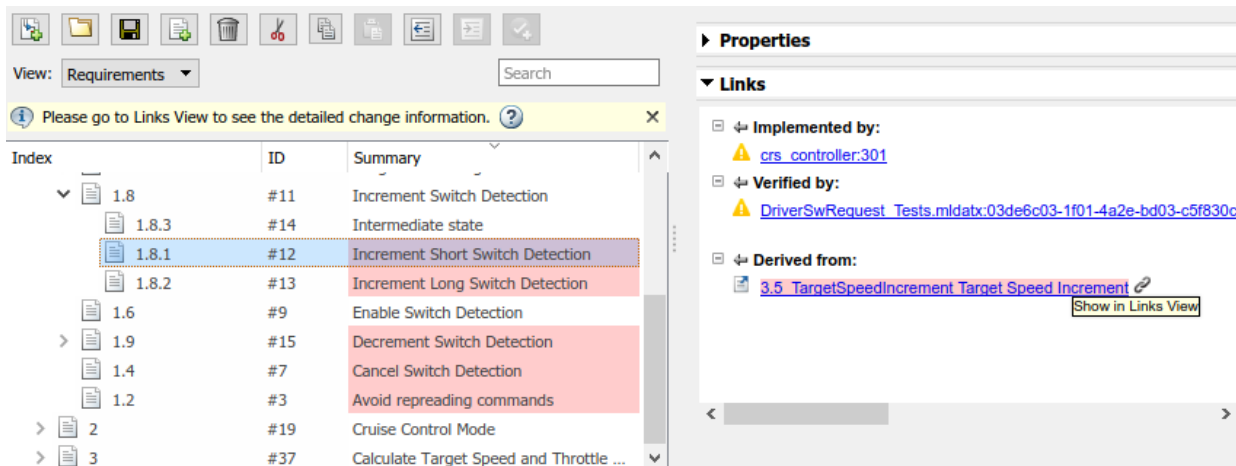 View: Requirements
Search
Please go to Links View to see the detailed change information.
Index ID Summary
1.8 #11 Increment Switch Detection
1.8.3 #14 Intermediate state
1.8.1 #12 Increment Short Switch Detection
1.8.2 #13 Increment Long Switch Detection
1.6 #9 Enable Switch Detection
1.9 #15 Decrement Switch Detection
1.4 #7 Cancel Switch Detection
1.2 #3 Avoid repreading commands
2 #19 Cruise Control Mode
3 #37 Calculate Target Speed and Throttle ...
Properties
Links
Implemented by:
crs_controller:301
Verified by:
DriverSwRequest_Tests.mldatx:03de6c03-1f01-4a2e-bd03-c5f830c
Derived from:
3.5 TargetSpeedIncrement Target Speed Increment
Show in Links View